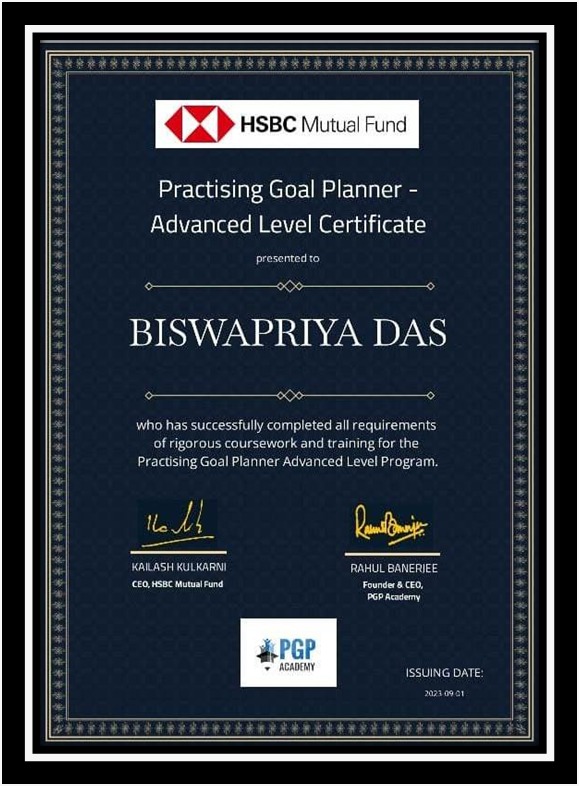 HSBC Mutual Fund
Practising Goal Planner -
Advanced Level Certificate
presented to
BISWAPRIYA DAS
who has successfully completed all requirements
of rigorous coursework and training for the
Practising Goal Planner Advanced Level Program.
KAILASH KULKARNI
CEO, HSBC Mutual Fund
RAHUL BANERJEE
Founder & CEO,
PGP Academy
PGP
ACADEMY
ISSUING DATE:
2023-09-01